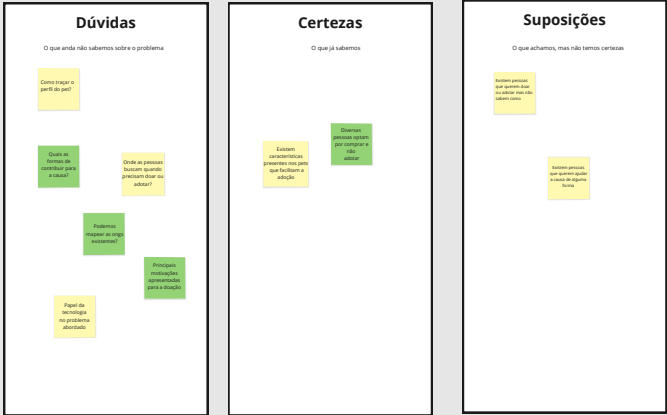 Dúvidas
O que anda não sabemos sobre o problema
Como traçar o
perfil do pet?
Quais as
formas de
contribuir para
a causa?
Onde as pessoas
buscam quando
precisam doar ou
adotar?
Podemos
mapear as ongs
existentes?
Principais
motivações
apresentadas
para a doação
Papel da
tecnologia
no problema
abordado
Certezas
O que já sabemos
Diversas
pessoas optam
por comprar e
não
adotar
Existem
características
presentes nos pets
que facilitam a
adoção
Suposições
O que achamos, mas não temos certezas
Existem pessoas
que querem doar
ou adotar mas não
sabem como
Existem pessoas
que querem ajudar
a causa de alguma
forma